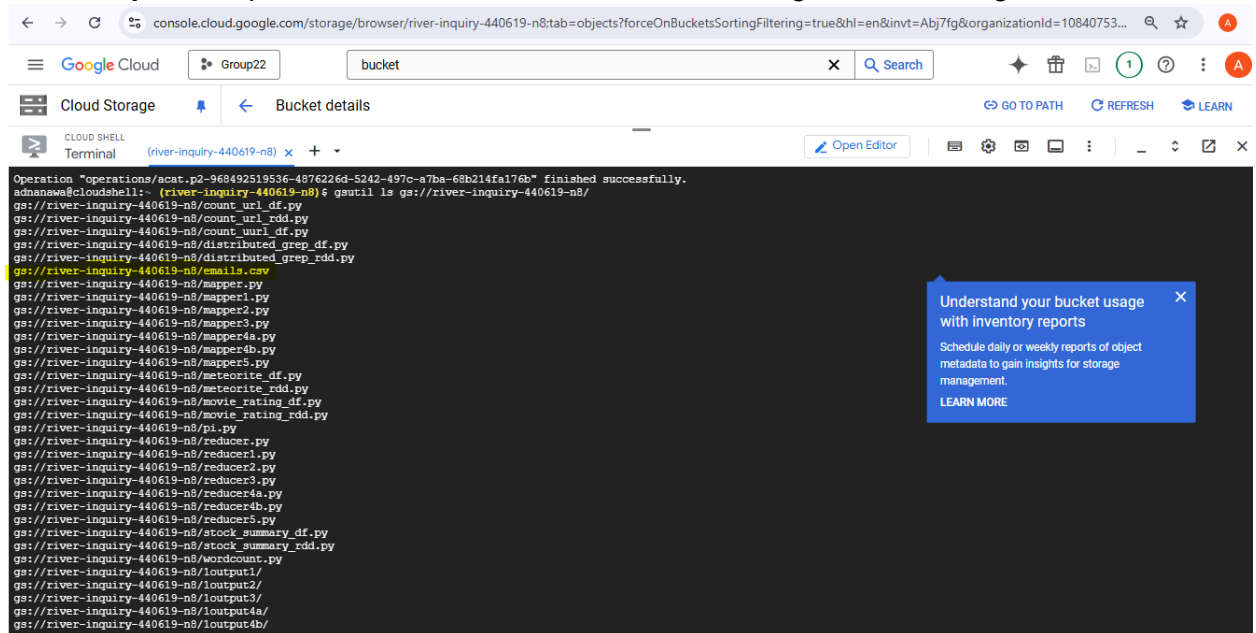 console.cloud.google.com/storage/browser/river-inquiry-440619-n8;tab=objects?forceOnBucketsSortingFiltering=true&hl=en&invt=Abj7fg&organizationId=10840753...
A
Google Cloud
Group22
bucket
Search
1
A
Cloud Storage
Bucket details
GO TO PATH
REFRESH
LEARN
CLOUD SHELL
Terminal
(river-inquiry-440619-n8)
Open Editor
Operation "operations/acat.p2-968492519536-4876226d-5242-497c-a7ba-68b214fa176b" finished successfully.
adnanawa@cloudshell:~ (river-inquiry-440619-n8)$ gsutil ls gs://river-inquiry-440619-n8/
gs://river-inquiry-440619-n8/count_url_df.py
gs://river-inquiry-440619-n8/count_url_rdd.py
gs://river-inquiry-440619-n8/count_uurl_df.py
gs://river-inquiry-440619-n8/distributed_grep_df.py
gs://river-inquiry-440619-n8/distributed_grep_rdd.py
gs://river-inquiry-440619-n8/emails.csv
gs://river-inquiry-440619-n8/mapper.py
gs://river-inquiry-440619-n8/mapper1.py
gs://river-inquiry-440619-n8/mapper2.py
gs://river-inquiry-440619-n8/mapper3.py
gs://river-inquiry-440619-n8/mapper4a.py
gs://river-inquiry-440619-n8/mapper4b.py
gs://river-inquiry-440619-n8/mapper5.py
gs://river-inquiry-440619-n8/meteorite_df.py
gs://river-inquiry-440619-n8/meteorite_rdd.py
gs://river-inquiry-440619-n8/movie_rating_df.py
gs://river-inquiry-440619-n8/movie_rating_rdd.py
gs://river-inquiry-440619-n8/pi.py
gs://river-inquiry-440619-n8/reducer.py
gs://river-inquiry-440619-n8/reducer1.py
gs://river-inquiry-440619-n8/reducer2.py
gs://river-inquiry-440619-n8/reducer3.py
gs://river-inquiry-440619-n8/reducer4a.py
gs://river-inquiry-440619-n8/reducer4b.py
gs://river-inquiry-440619-n8/reducer5.py
gs://river-inquiry-440619-n8/stock_summary_df.py
gs://river-inquiry-440619-n8/stock_summary_rdd.py
gs://river-inquiry-440619-n8/wordcount.py
gs://river-inquiry-440619-n8/1output1/
gs://river-inquiry-440619-n8/1output2/
gs://river-inquiry-440619-n8/1output3/
gs://river-inquiry-440619-n8/1output4a/
gs://river-inquiry-440619-n8/1output4b/
Understand your bucket usage
with inventory reports
Schedule daily or weekly reports of object
metadata to gain insights for storage
management.
LEARN MORE